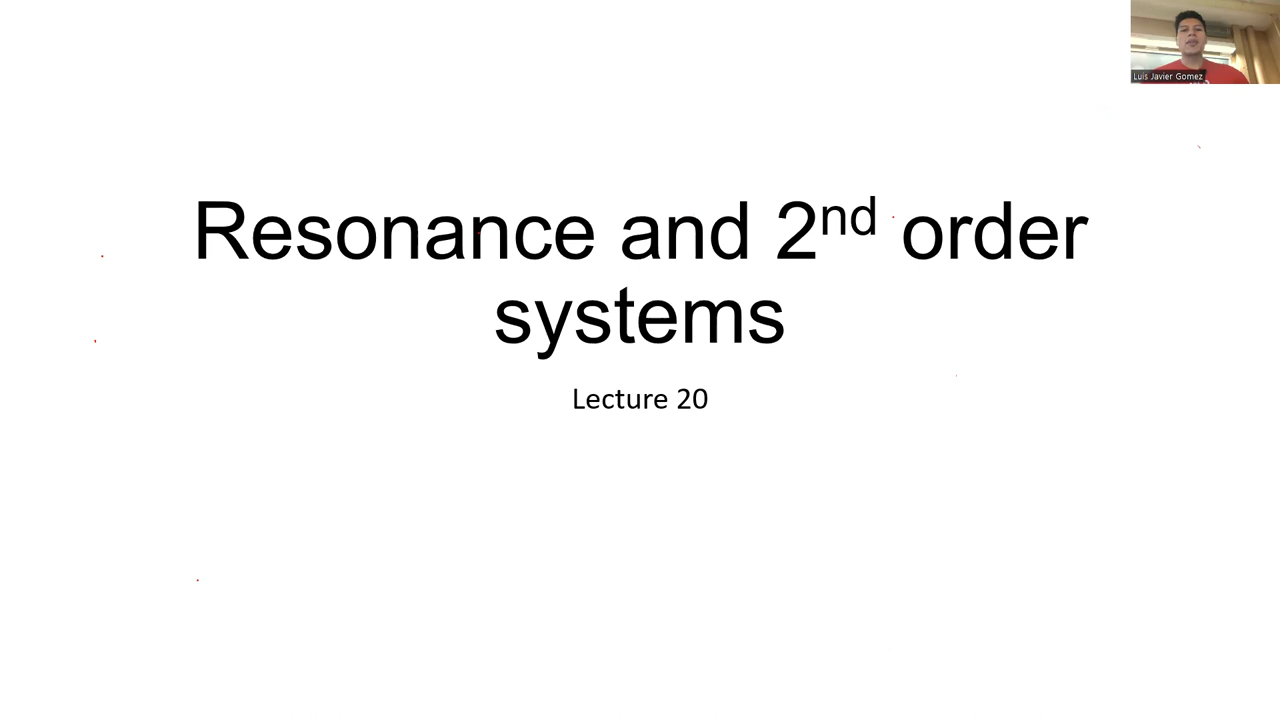 Luis Javier Gomez
Resonance and 2nd order
systems
Lecture 20